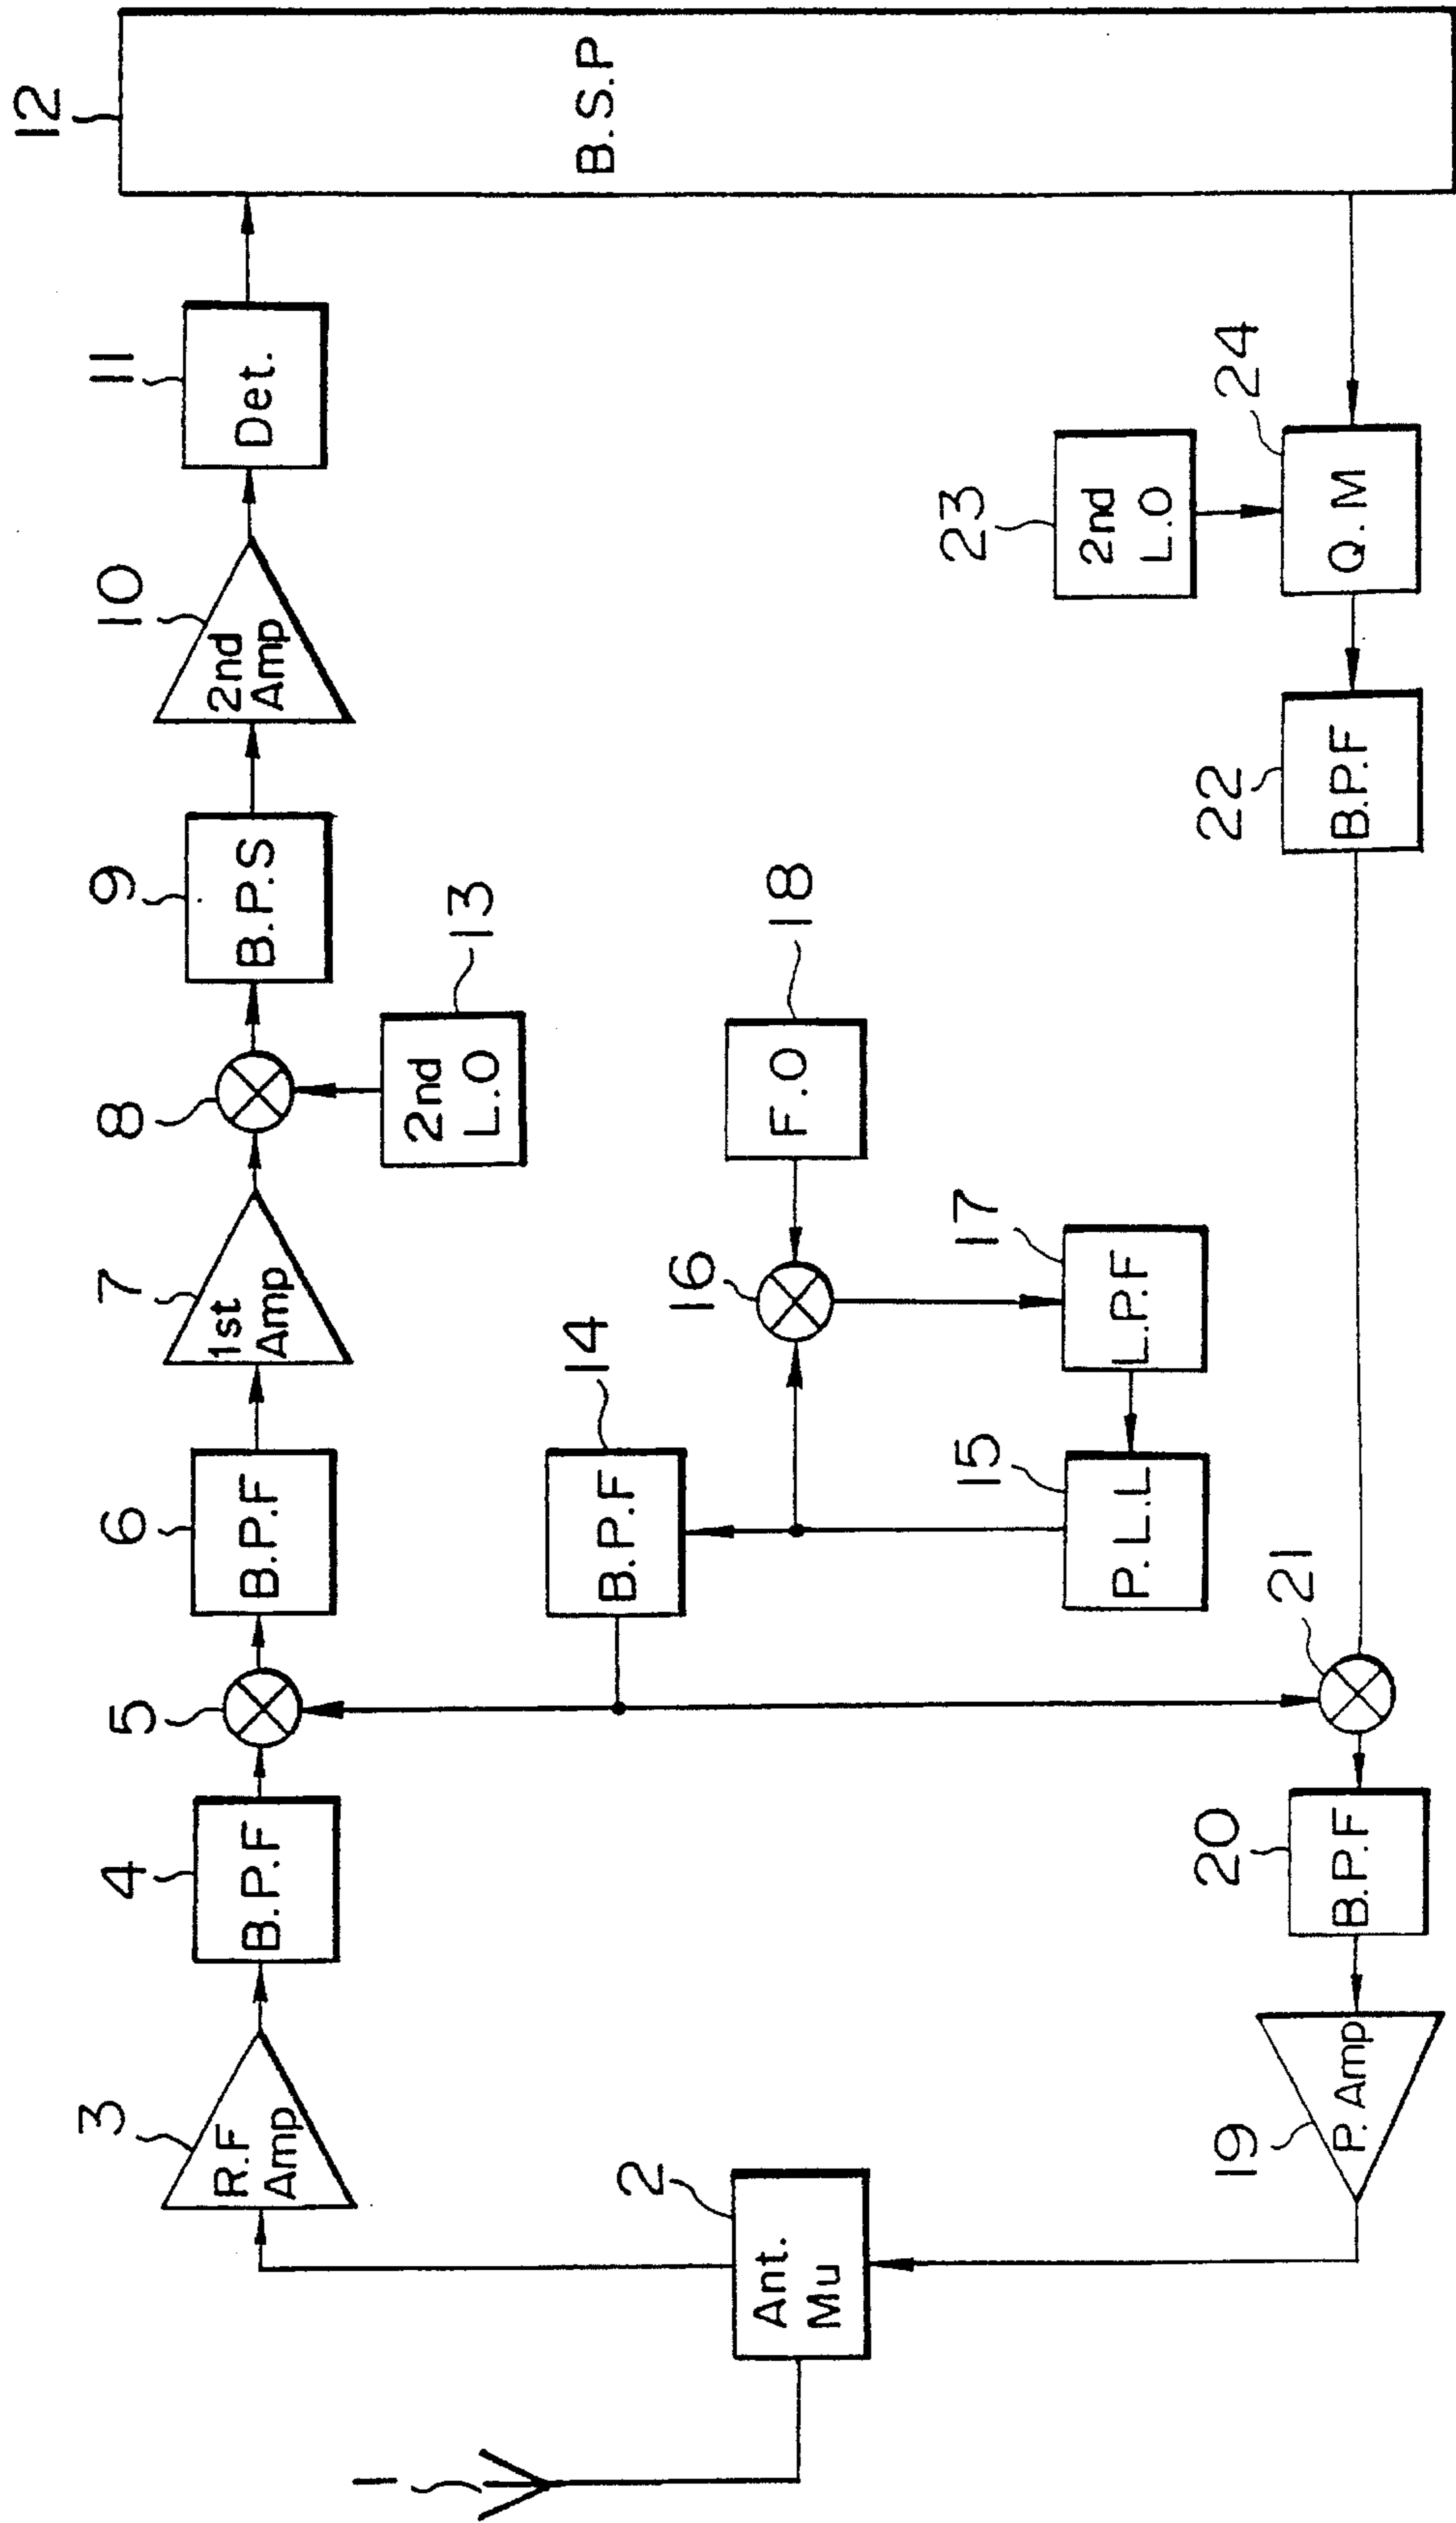 1
2
Ant.
Mu
3
R.F
Amp
4
B.P.F
5
6
B.P.F
7
1st
Amp
8
9
B.P.S
10
2nd
Amp
11
Det.
12
B.S.P
13
2nd
L.O
14
B.P.F
15
P.L.L
16
17
L.P.F
18
F.O
19
P.Amp
20
B.P.F
21
22
B.P.F
23
2nd
L.O
24
Q.M